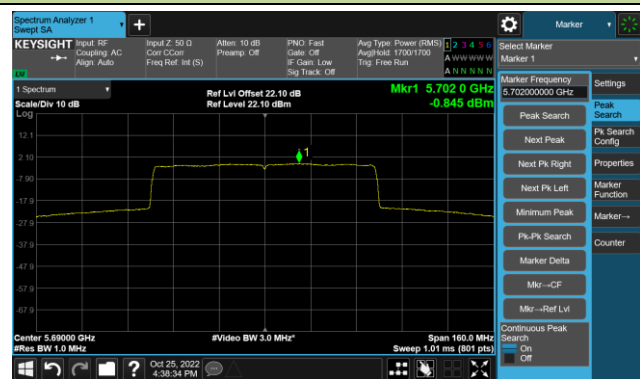 Spectrum Analyzer 1
Swept SA
Marker
KEYSIGHT
Input: RF
Coupling: AC
Align: Auto
Input Z: 50 Ω
Corr CCorr
Freq Ref: Int (S)
Atten: 10 dB
Preamp: Off
PNO: Fast
Gate: Off
IF Gain: Low
Sig Track: Off
Avg Type: Power (RMS)
Avg|Hold: 1700/1700
Trig: Free Run
1 2 3 4 5 6
A W W W W W
A N N N N N
LXI
Select Marker
Marker 1
1 Spectrum
Scale/Div 10 dB
Log
Ref Lvl Offset 22.10 dB
Ref Level 22.10 dBm
Mkr1 5.702 0 GHz
-0.845 dBm
12.1
2.10
-7.90
-17.9
-27.9
-37.9
-47.9
-57.9
-67.9
1
Center 5.69000 GHz
#Res BW 1.0 MHz
#Video BW 3.0 MHz*
Span 160.0 MHz
Sweep 1.01 ms (801 pts)
Marker Frequency
5.702000000 GHz
Peak Search
Next Peak
Next Pk Right
Next Pk Left
Minimum Peak
Pk-Pk Search
Marker Delta
Mkr→CF
Mkr→Ref Lvl
Continuous Peak
Search
On
Off
Settings
Peak
Search
Pk Search
Config
Properties
Marker
Function
Marker→
Counter
?
Oct 25, 2022
4:38:34 PM